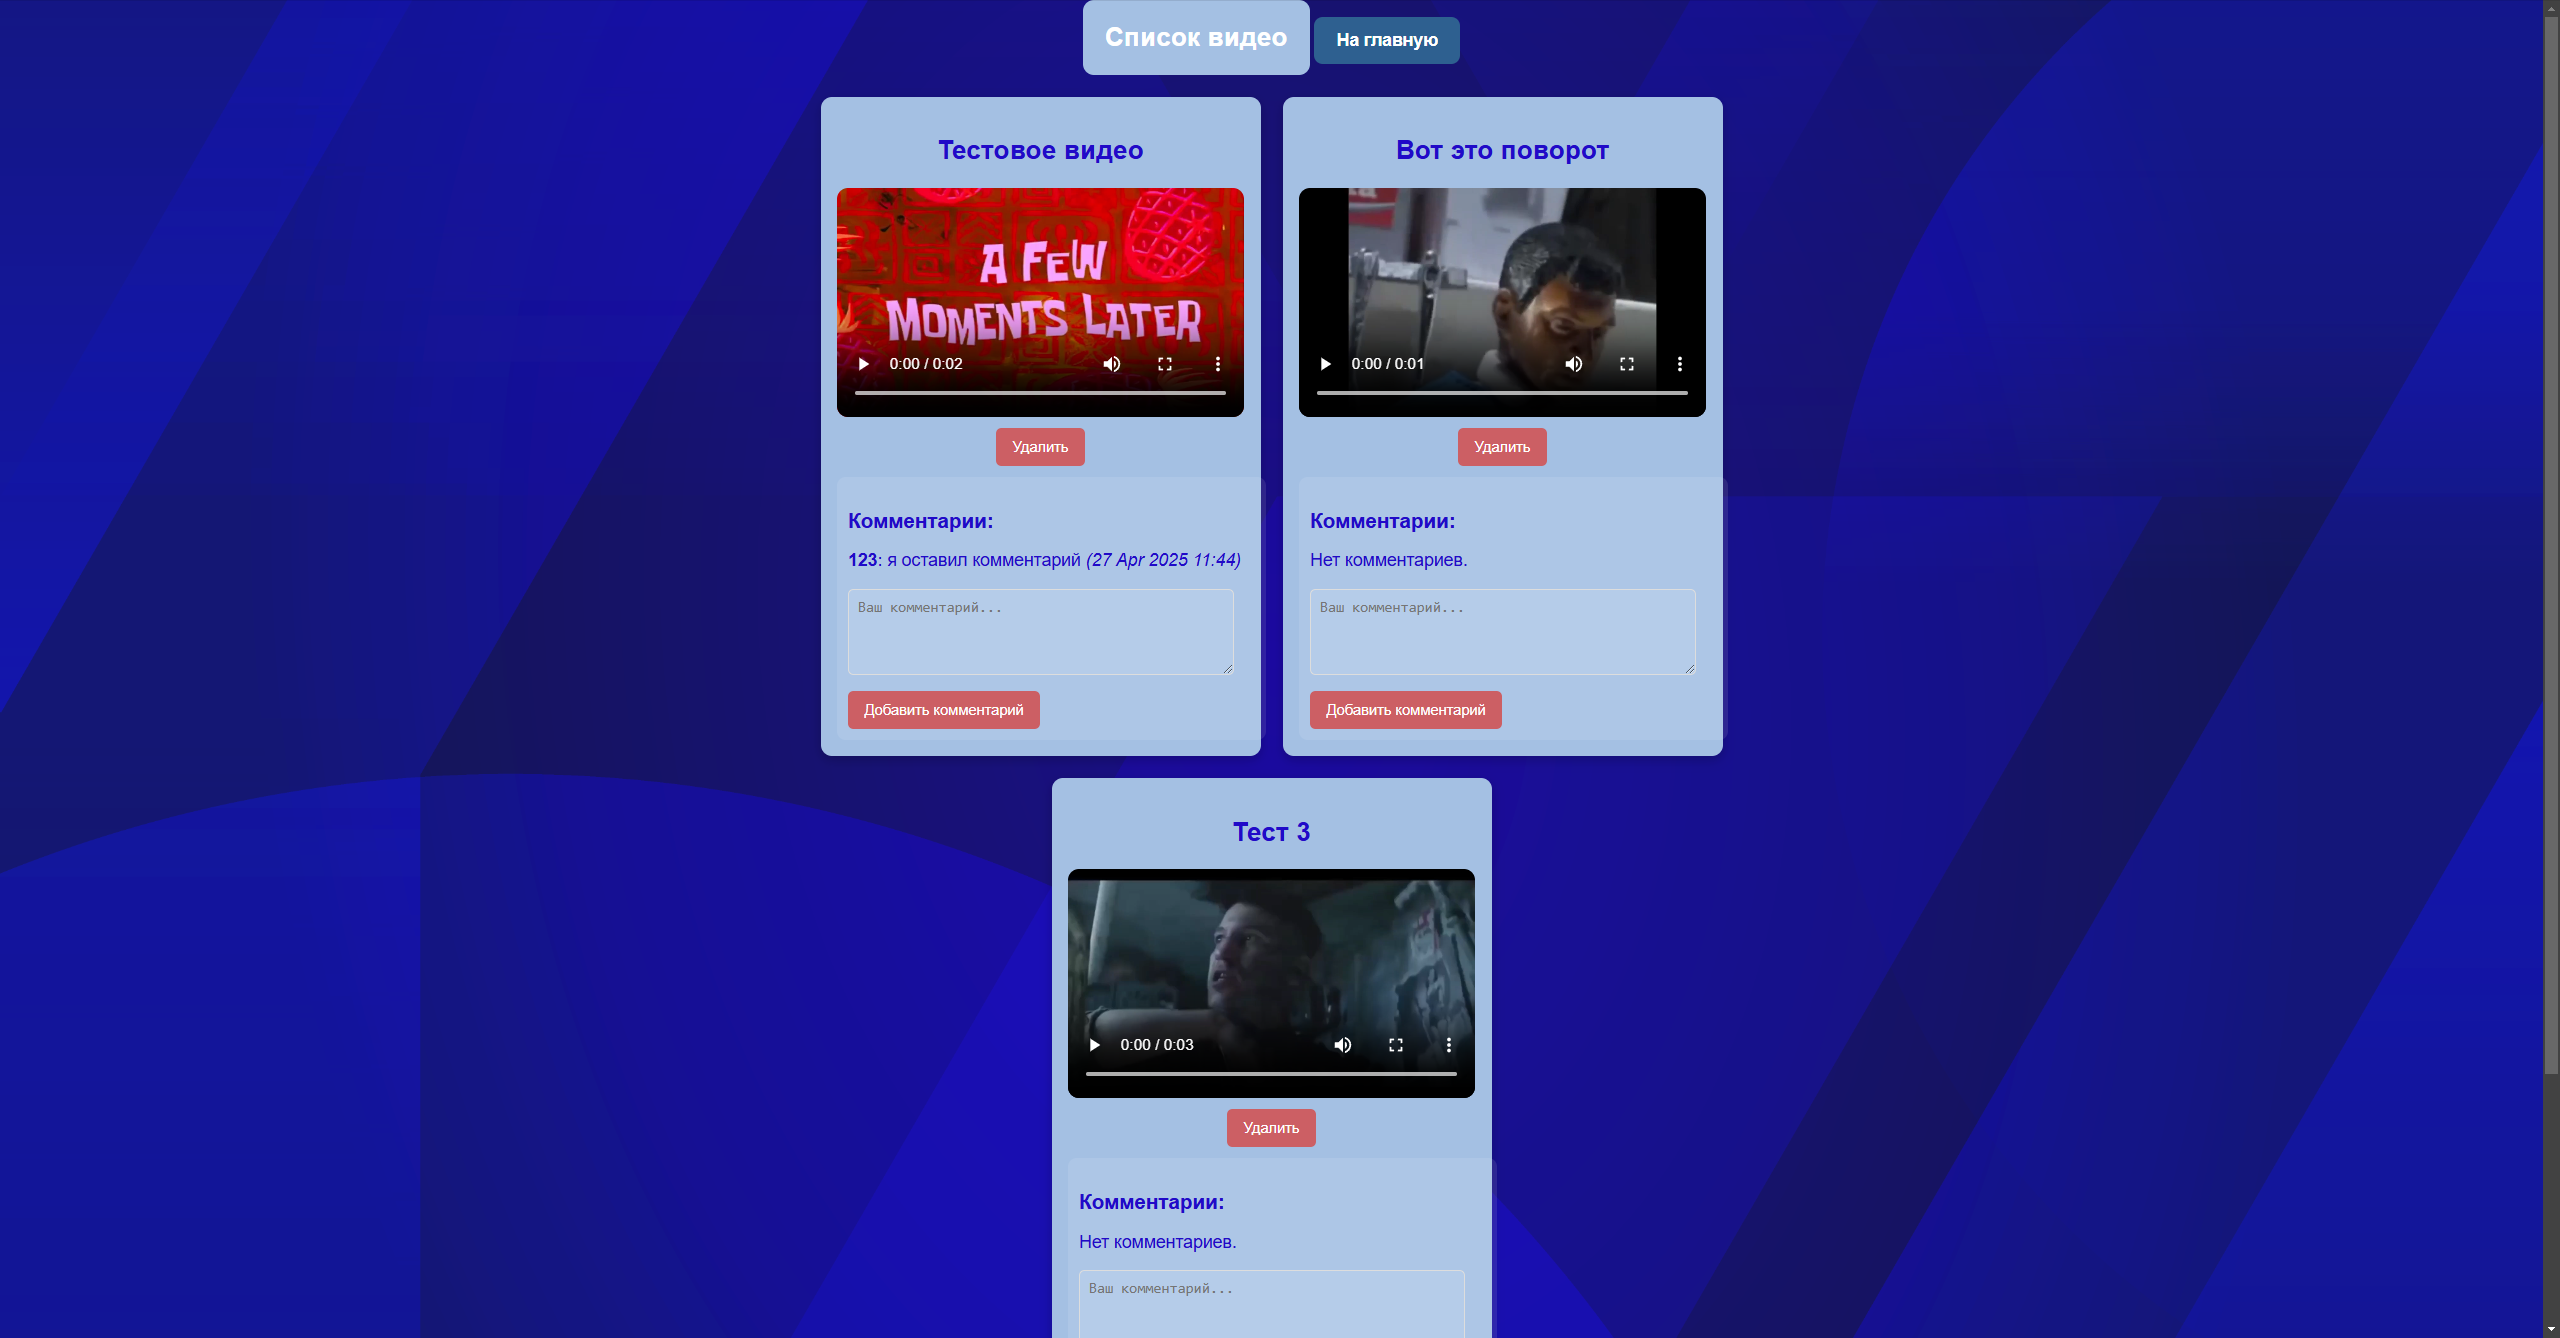 Список видео
На главную
Тестовое видео
A FEW
MOMENTS LATER
0:00 / 0:02
Удалить
Комментарии:
123: я оставил комментарий (27 Apr 2025 11:44)
Ваш комментарий...
Добавить комментарий
Вот это поворот
0:00 / 0:01
Удалить
Комментарии:
Нет комментариев.
Ваш комментарий...
Добавить комментарий
Тест 3
0:00 / 0:03
Удалить
Комментарии:
Нет комментариев.
Ваш комментарий...